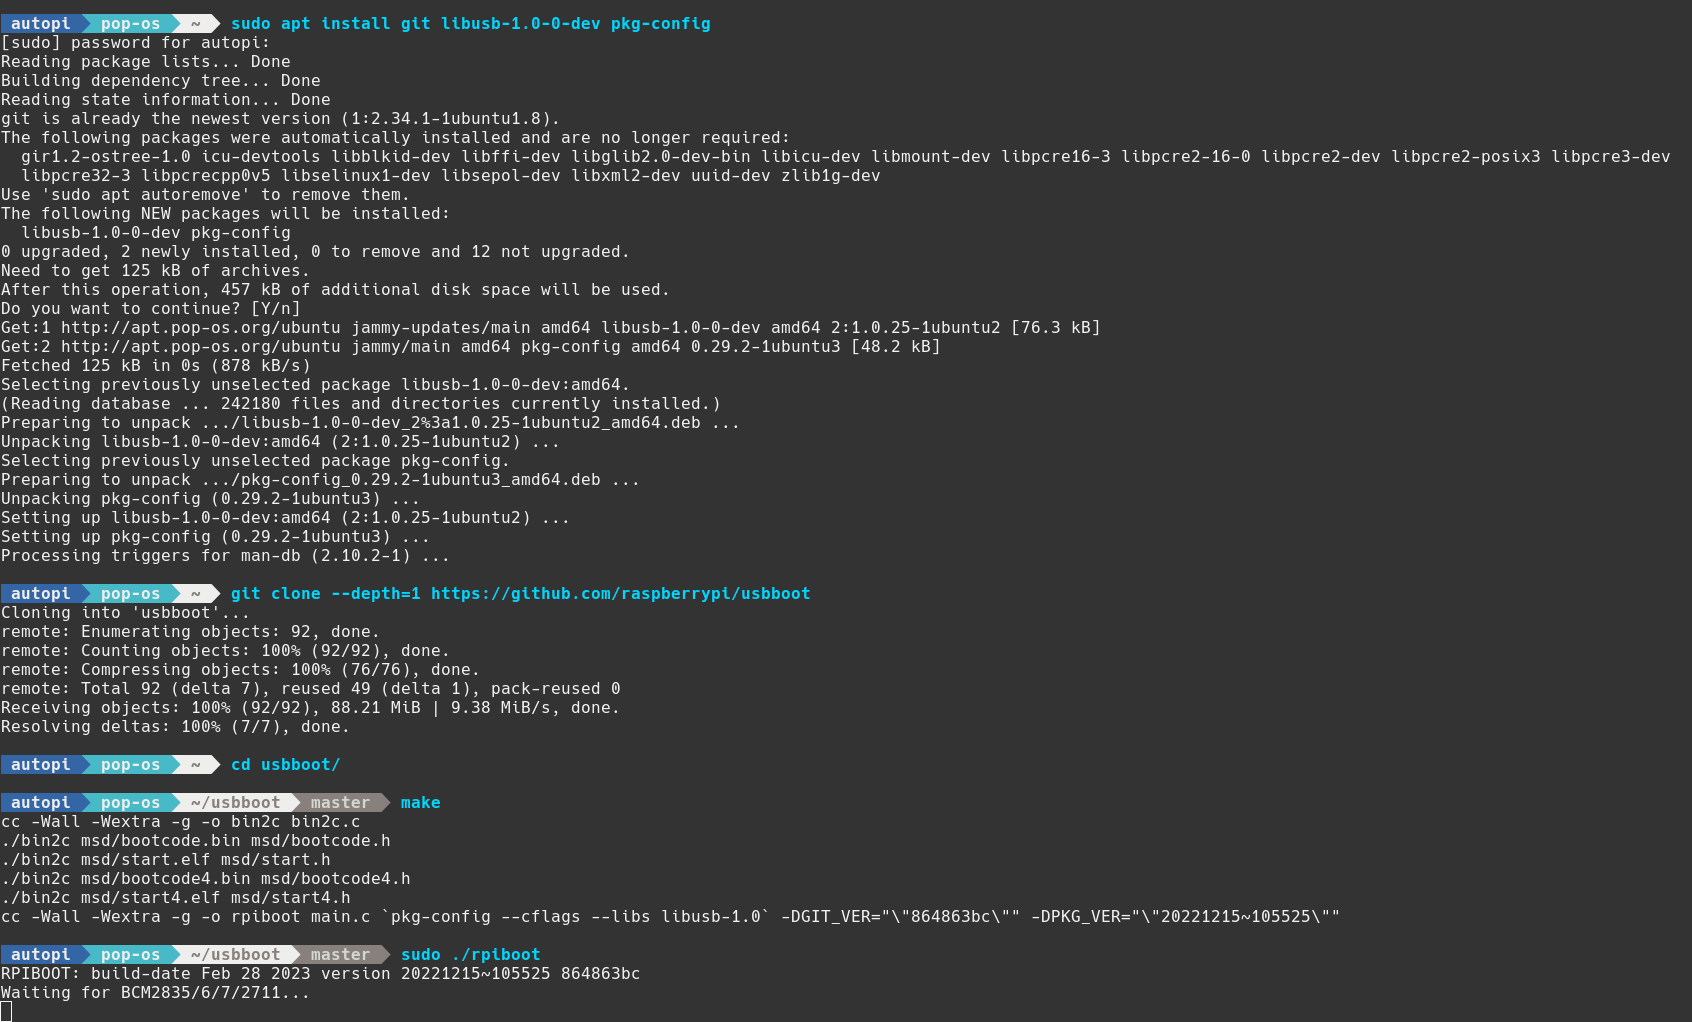 autopi pop-os ~ sudo apt install git libusb-1.0-0-dev pkg-config
[sudo] password for autopi:
Reading package lists... Done
Building dependency tree... Done
Reading state information... Done
git is already the newest version (1:2.34.1-1ubuntu1.8).
The following packages were automatically installed and are no longer required:
  gir1.2-ostree-1.0 icu-devtools libblkid-dev libffi-dev libglib2.0-dev-bin libicu-dev libmount-dev libpcre16-3 libpcre2-16-0 libpcre2-dev libpcre2-posix3 libpcre3-dev
  libpcre32-3 libpcrecpp0v5 libselinux1-dev libsepol-dev libxml2-dev uuid-dev zlib1g-dev
Use 'sudo apt autoremove' to remove them.
The following NEW packages will be installed:
  libusb-1.0-0-dev pkg-config
0 upgraded, 2 newly installed, 0 to remove and 12 not upgraded.
Need to get 125 kB of archives.
After this operation, 457 kB of additional disk space will be used.
Do you want to continue? [Y/n]
Get:1 http://apt.pop-os.org/ubuntu jammy-updates/main amd64 libusb-1.0-0-dev amd64 2:1.0.25-1ubuntu2 [76.3 kB]
Get:2 http://apt.pop-os.org/ubuntu jammy/main amd64 pkg-config amd64 0.29.2-1ubuntu3 [48.2 kB]
Fetched 125 kB in 0s (878 kB/s)
Selecting previously unselected package libusb-1.0-0-dev:amd64.
(Reading database ... 242180 files and directories currently installed.)
Preparing to unpack .../libusb-1.0-0-dev_2%3a1.0.25-1ubuntu2_amd64.deb ...
Unpacking libusb-1.0-0-dev:amd64 (2:1.0.25-1ubuntu2) ...
Selecting previously unselected package pkg-config.
Preparing to unpack .../pkg-config_0.29.2-1ubuntu3_amd64.deb ...
Unpacking pkg-config (0.29.2-1ubuntu3) ...
Setting up libusb-1.0-0-dev:amd64 (2:1.0.25-1ubuntu2) ...
Setting up pkg-config (0.29.2-1ubuntu3) ...
Processing triggers for man-db (2.10.2-1) ...
autopi pop-os ~ git clone --depth=1 https://github.com/raspberrypi/usbboot
Cloning into 'usbboot'...
remote: Enumerating objects: 92, done.
remote: Counting objects: 100% (92/92), done.
remote: Compressing objects: 100% (76/76), done.
remote: Total 92 (delta 7), reused 49 (delta 1), pack-reused 0
Receiving objects: 100% (92/92), 88.21 MiB | 9.38 MiB/s, done.
Resolving deltas: 100% (7/7), done.
autopi pop-os ~ cd usbboot/
autopi pop-os ~/usbboot master make
cc -Wall -Wextra -g -o bin2c bin2c.c
./bin2c msd/bootcode.bin msd/bootcode.h
./bin2c msd/start.elf msd/start.h
./bin2c msd/bootcode4.bin msd/bootcode4.h
./bin2c msd/start4.elf msd/start4.h
cc -Wall -Wextra -g -o rpiboot main.c `pkg-config --cflags --libs libusb-1.0` -DGIT_VER="\"864863bc\"" -DPKG_VER="\"20221215~105525\""
autopi pop-os ~/usbboot master sudo ./rpiboot
RPIBOOT: build-date Feb 28 2023 version 20221215~105525 864863bc
Waiting for BCM2835/6/7/2711...